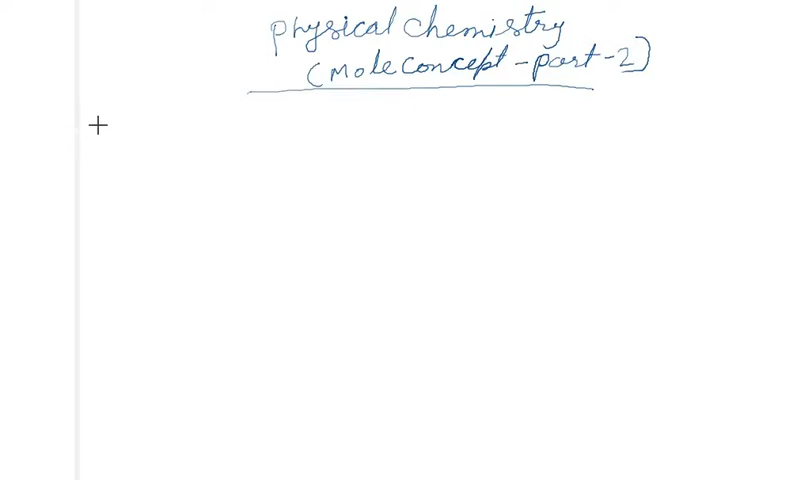 physical chemistry
(Mole concept - part - 2)